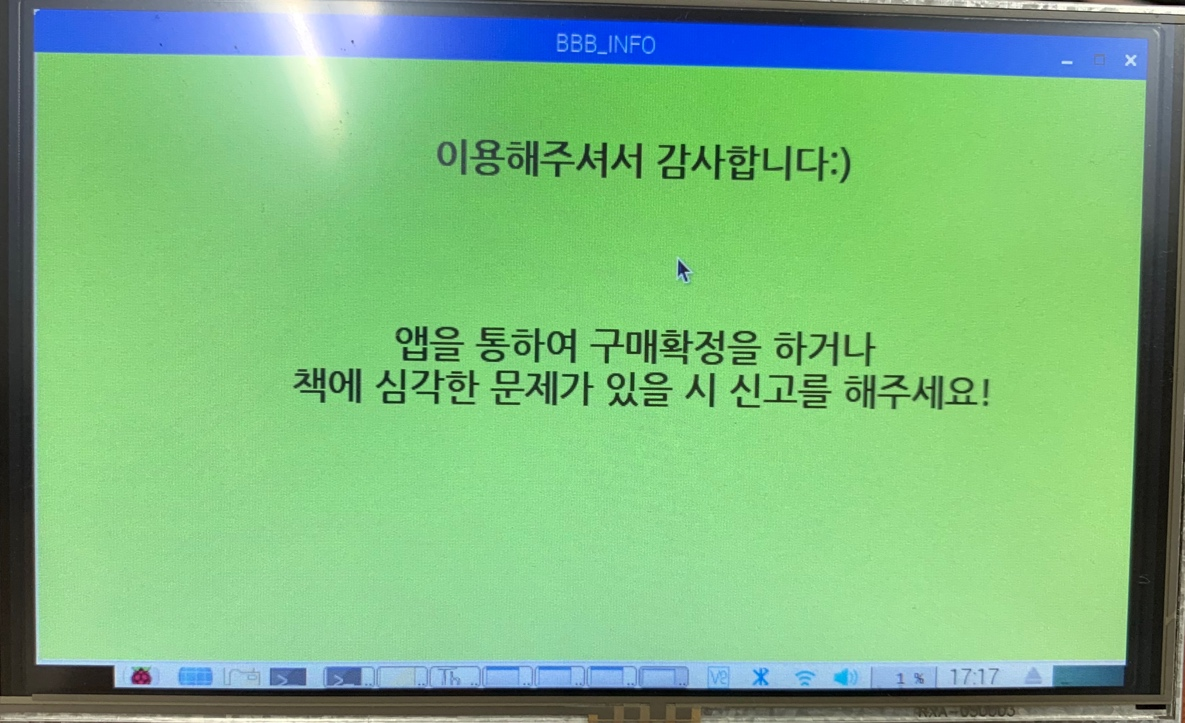 BBB_INFO
이용해주셔서 감사합니다:)
앱을 통하여 구매확정을 하거나
책에 심각한 문제가 있을 시 신고를 해주세요!
>_ >_ Th.. V2 1 % 17:17